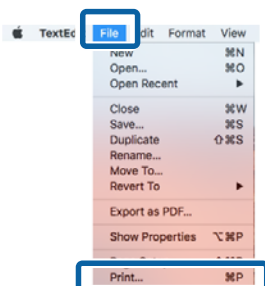 TextEd File dit Format View
New ⌘N
Open... ⌘O
Open Recent ▶
Close ⌘W
Save... ⌘S
Duplicate ⇧⌘S
Rename...
Move To...
Revert To ▶
Export as PDF...
Show Properties ⌥⌘P
Print... ⌘P